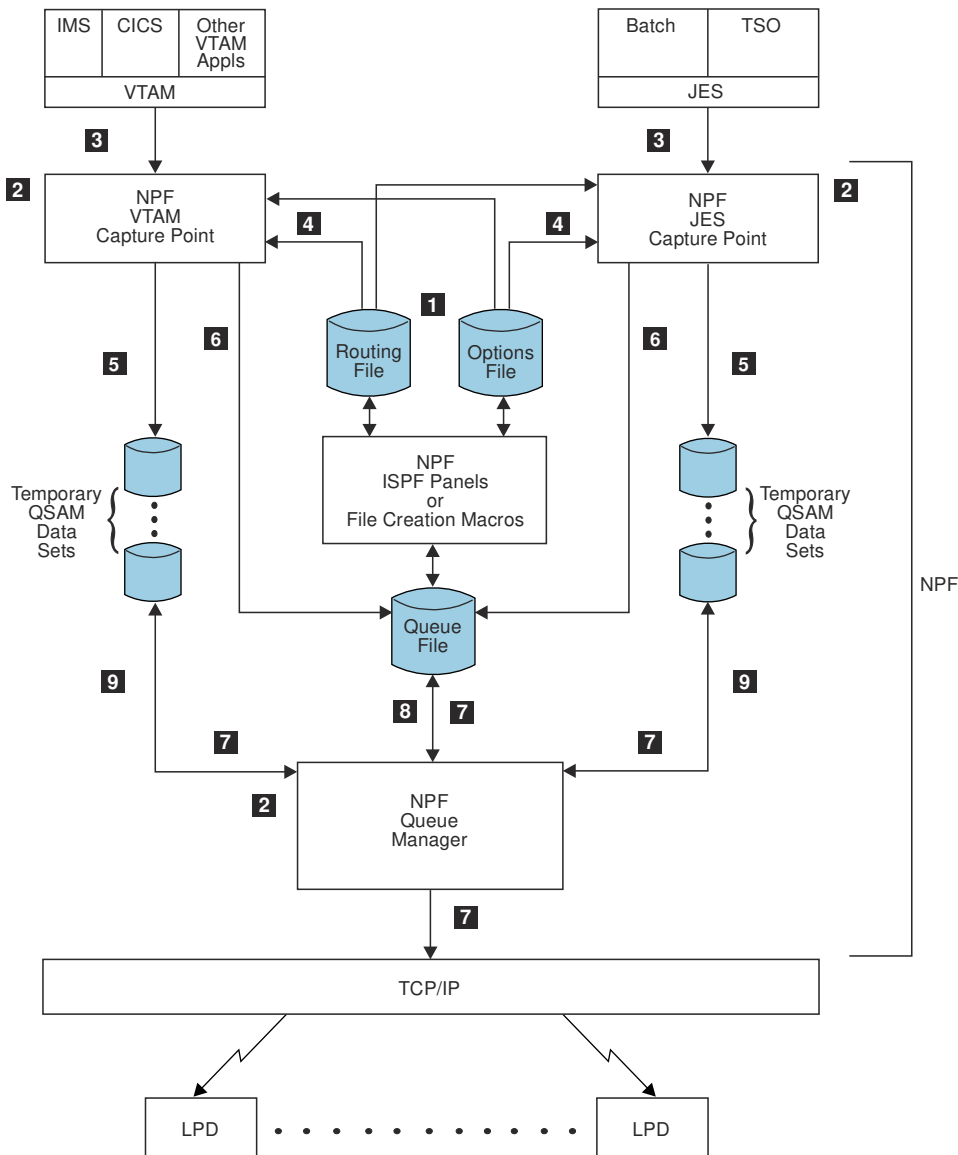 IMS
CICS
Other
VTAM
Appls
VTAM
Batch
TSO
JES
3
3
2
NPF
VTAM
Capture Point
4
4
NPF
JES
Capture Point
2
1
6
Routing
File
Options
File
6
5
5
NPF
ISPF Panels
or
File Creation Macros
Temporary
QSAM
Data
Sets
Temporary
QSAM
Data
Sets
NPF
Queue
File
9
9
8
7
7
7
2
NPF
Queue
Manager
7
TCP/IP
LPD
LPD